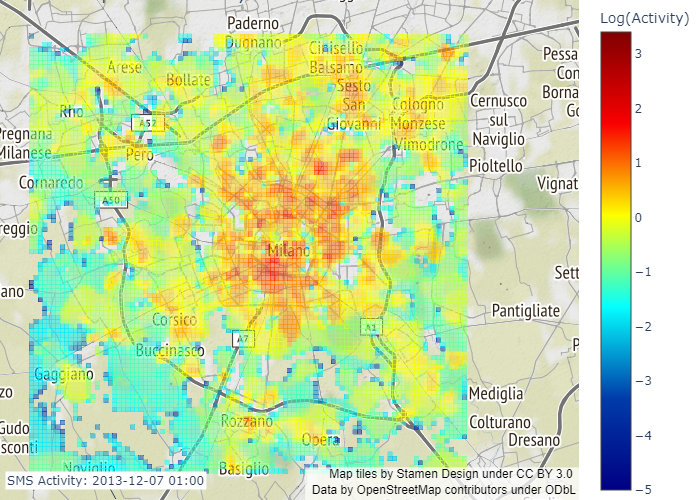 Paderno
Dugnano
Cinisello
Balsamo
Arese
Bollate
Sesto
San
Giovanni
Cologno
Monzese
Pessa
Con
Borna
Go
Cernusco
sul
Naviglio
Rho
A52
Pregnana
Milanese
Pero
Vimodrone
Pioltello
Cornaredo
Vignat
A50
reggio
Milano
Sett
ano
Pantigliate
Corsico
A7
A1
Buccinasco
P
Gaggiano
zo
Mediglia
Rozzano
Colturano
Gudo
sconti
Opera
Dresano
Noviglio
Basiglio
SMS Activity: 2013-12-07 01:00
Map tiles by Stamen Design under CC BY 3.0
Data by OpenStreetMap contributors under ODbL
Log(Activity)
3
2
1
0
−1
−2
−3
−4
−5